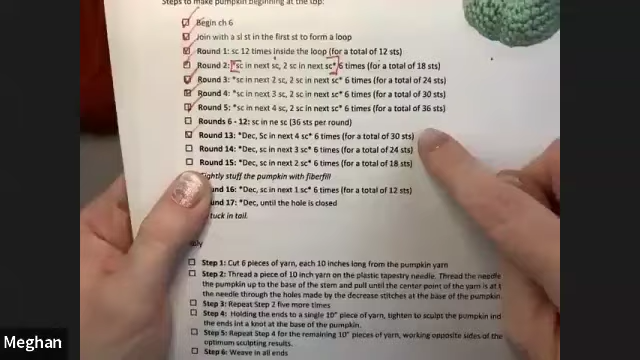 Steps to make pumpkin beginning at the top:
Begin ch 6
Join with a sl st in the first st to form a loop
Round 1: sc 12 times inside the loop (for a total of 12 sts)
Round 2: *sc in next sc, 2 sc in next sc* 6 times (for a total of 18 sts)
Round 3: *sc in next 2 sc, 2 sc in next sc* 6 times (for a total of 24 sts)
Round 4: *sc in next 3 sc, 2 sc in next sc* 6 times (for a total of 30 sts)
Round 5: *sc in next 4 sc, 2 sc in next sc* 6 times (for a total of 36 sts)
Rounds 6 - 12: sc in ne sc (36 sts per round)
Round 13: *Dec, Sc in next 4 sc* 6 times (for a total of 30 sts)
Round 14: *Dec, sc in next 3 sc* 6 times (for a total of 24 sts)
Round 15: *Dec, sc in next 2 sc* 6 times (for a total of 18 sts)
ightly stuff the pumpkin with fiberfill
und 16: *Dec, sc in next 1 sc* 6 times (for a total of 12 sts)
und 17: *Dec, until the hole is closed
tuck in tail.
Step 1: Cut 6 pieces of yarn, each 10 inches long from the pumpkin yarn
Step 2: Thread a piece of 10 inch yarn on the plastic tapestry needle. Thread the needle
the pumpkin up to the base of the stem and pull until the center point of the yarn is at t
the needle through the holes made by the decrease stitches at the base of the pumpkin
Step 3: Repeat Step 2 five more times
Step 4: Holding the ends to a single 10" piece of yarn, tighten to sculpt the pumpkin
the ends int a knot at the base of the pumpkin.
Step 5: Repeat Step 4 for the remaining 10" pieces of yarn, working opposite sides of the
optimum sculpting results.
Step 6: Weave in all ends
Meghan